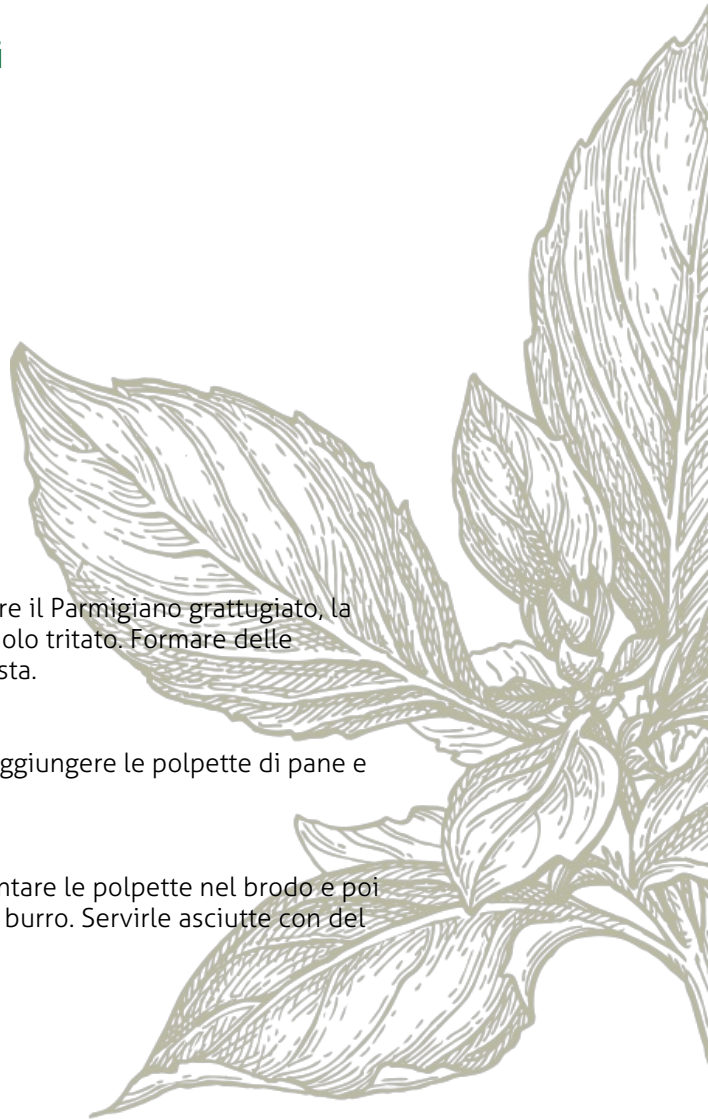 i
re il Parmigiano grattugiato, la
olo tritato. Formare delle
sta.
ggiungere le polpette di pane e
ntare le polpette nel brodo e poi
burro. Servirle asciutte con del